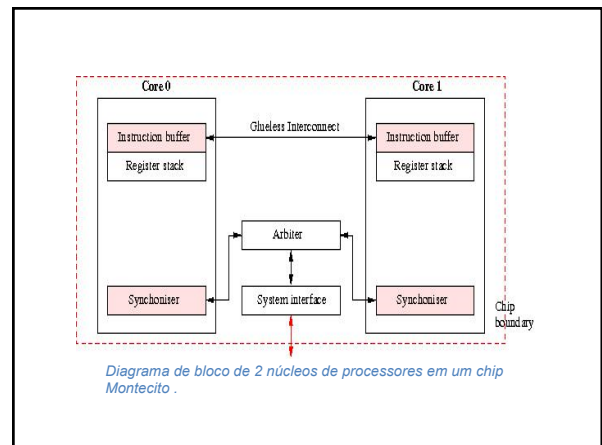 Core 0
Core 1
Glueless Interconnect
Instruction buffer
Instruction buffer
Register stack
Register stack
Arbiter
Synchoniser
System interface
Synchoniser
Chip
boundary
Diagrama de bloco de 2 núcleos de processores em um chip
Montecito .